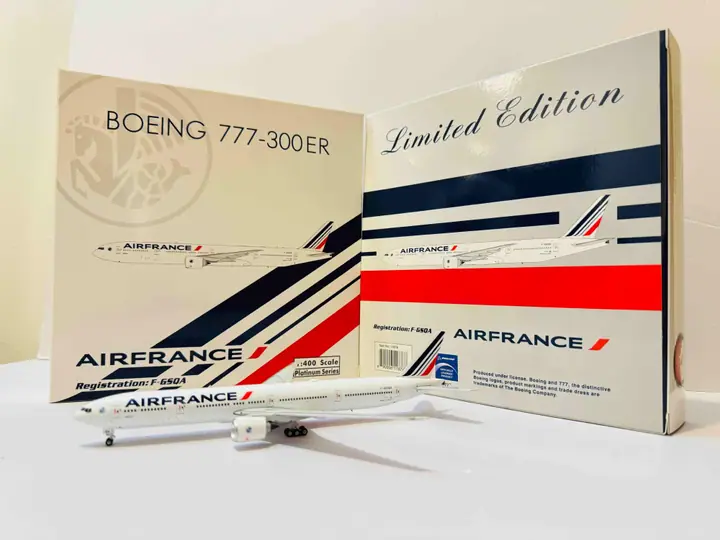 BOEING 777-300ER
AIRFRANCE
AIRFRANCE
Registration: F-GSQA
1:400 Scale
Platinum Series
Limited Edition
AIRFRANCE
Registration: F-GSQA
AIRFRANCE
Produced under license. Boeing and 777, the distinctive
Boeing logos, product markings and trade dress are
trademarks of The Boeing Company.
AIRFRANCE